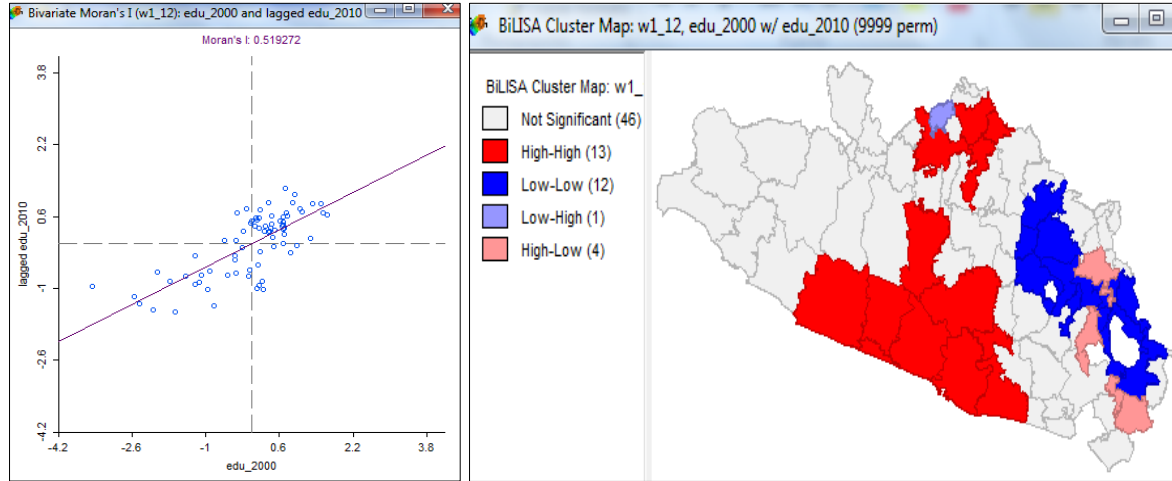 Bivariate Moran's I (w1_12): edu_2000 and lagged edu_2010
Moran's I: 0.519272
3.8
2.2
0.6
-1
-2.6
-4.2
lagged edu_2010
-4.2 -2.6 -1 0.6 2.2 3.8
edu_2000
BiLISA Cluster Map: w1_12, edu_2000 w/ edu_2010 (9999 perm)
BiLISA Cluster Map: w1_
Not Significant (46)
High-High (13)
Low-Low (12)
Low-High (1)
High-Low (4)